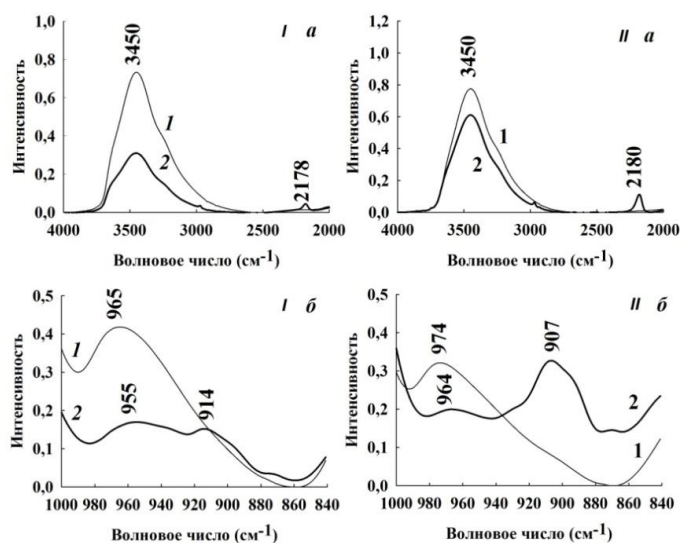 I а
3450
1
2
2178
Интенсивность
1,0
0,8
0,6
0,4
0,2
0,0
4000 3500 3000 2500 2000
Волновое число (см-1)
II а
3450
1
2
2180
Интенсивность
1,2
1,0
0,8
0,6
0,4
0,2
0,0
4000 3500 3000 2500 2000
Волновое число (см-1)
I б
965
1
2
955
914
Интенсивность
0,5
0,4
0,3
0,2
0,1
0,0
1000 980 960 940 920 900 880 860 840
Волновое число (см-1)
II б
974
964
907
2
1
Интенсивность
0,5
0,4
0,3
0,2
0,1
0,0
1000 980 960 940 920 900 880 860 840
Волновое число (см-1)